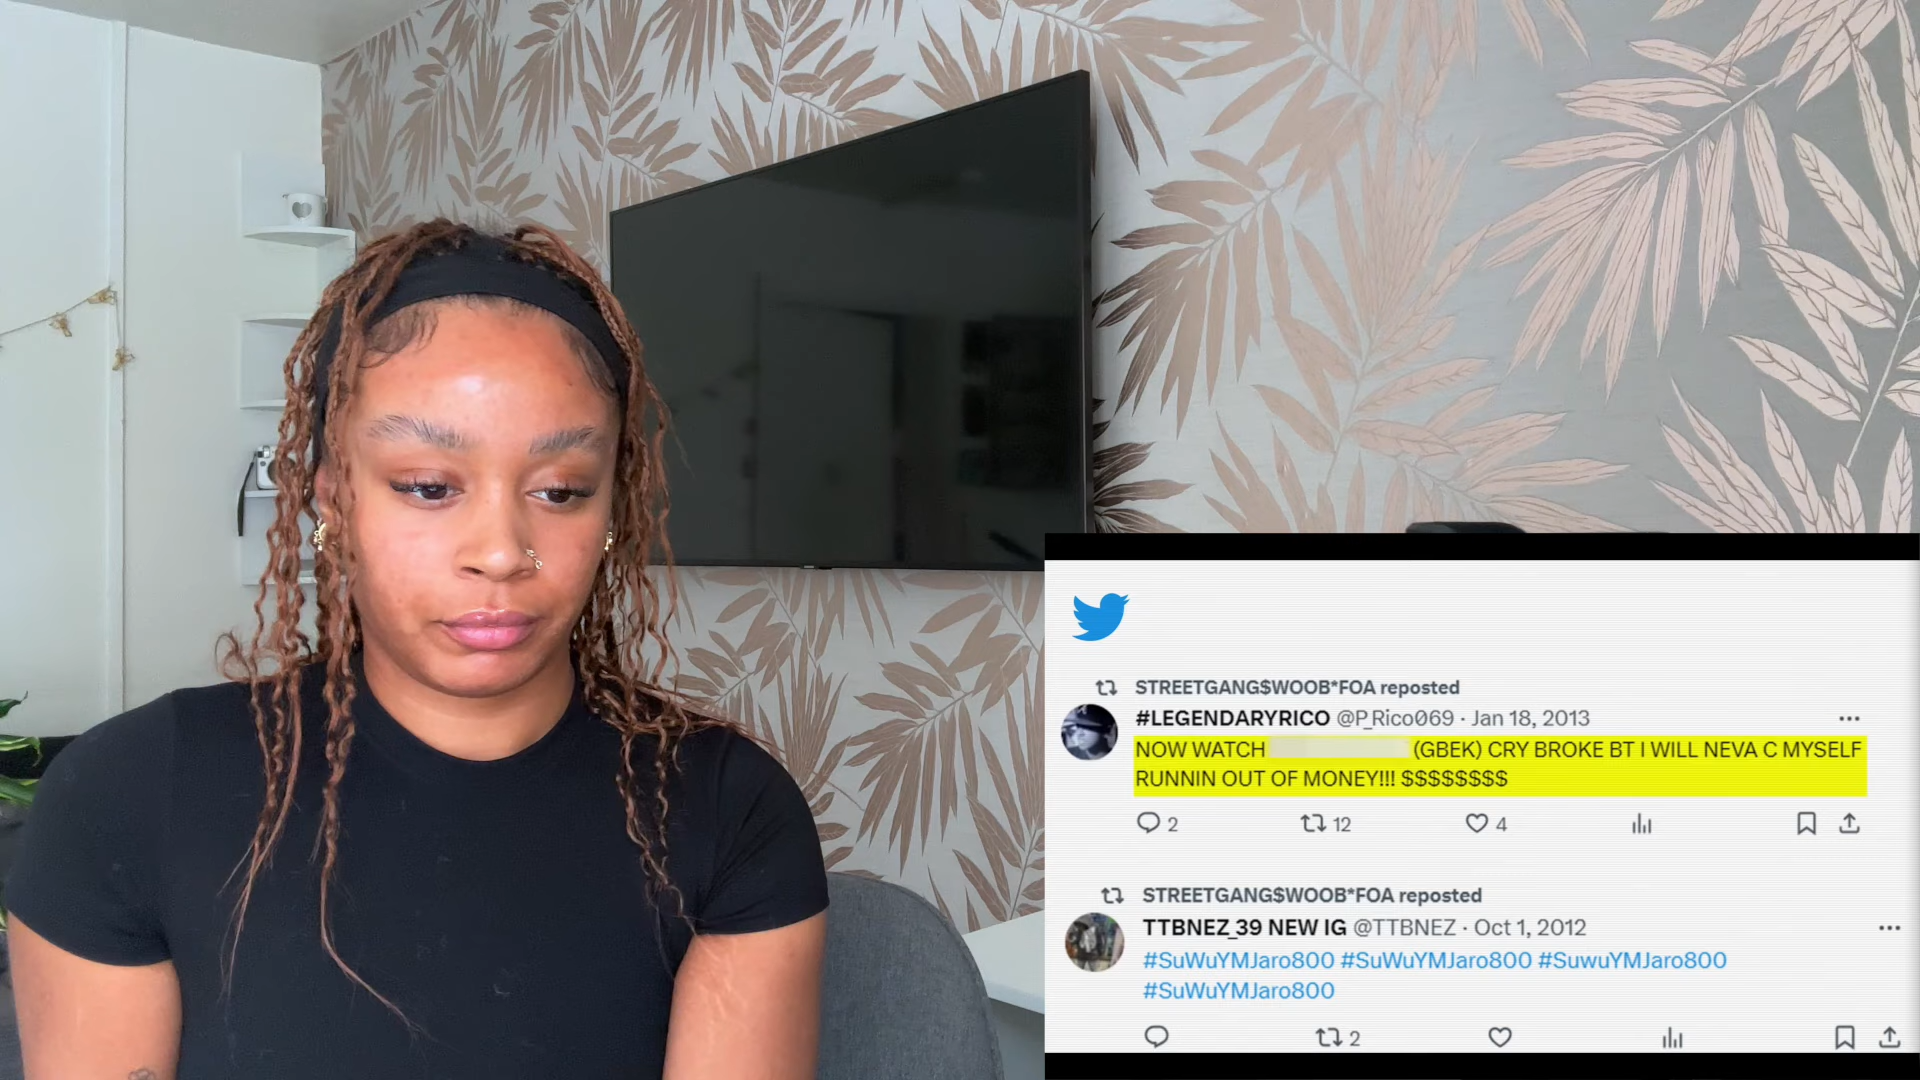 STREETGANG$WOOB*FOA reposted
#LEGENDARYRICO @P_Rico069 · Jan 18, 2013
NOW WATCH (GBEK) CRY BROKE BT I WILL NEVA C MYSELF
RUNNIN OUT OF MONEY!!! $$$$$$$$
2 12 4
STREETGANG$WOOB*FOA reposted
TTBNEZ_39 NEW IG @TTBNEZ · Oct 1, 2012
#SuWuYMJaro800 #SuWuYMJaro800 #SuwuYMJaro800
#SuWuYMJaro800
2